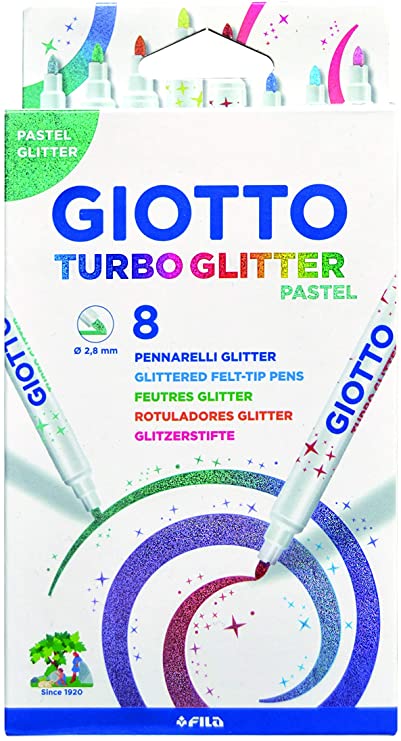 PASTEL
GLITTER
GIOTTO
TURBO GLITTER
PASTEL
8
Ø 2,8 mm
PENNARELLI GLITTER
GLITTERED FELT-TIP PENS
FEUTRES GLITTER
ROTULADORES GLITTER
GLITZERSTIFTE
GIOTTO
GIOTTO
Since 1920
FILA